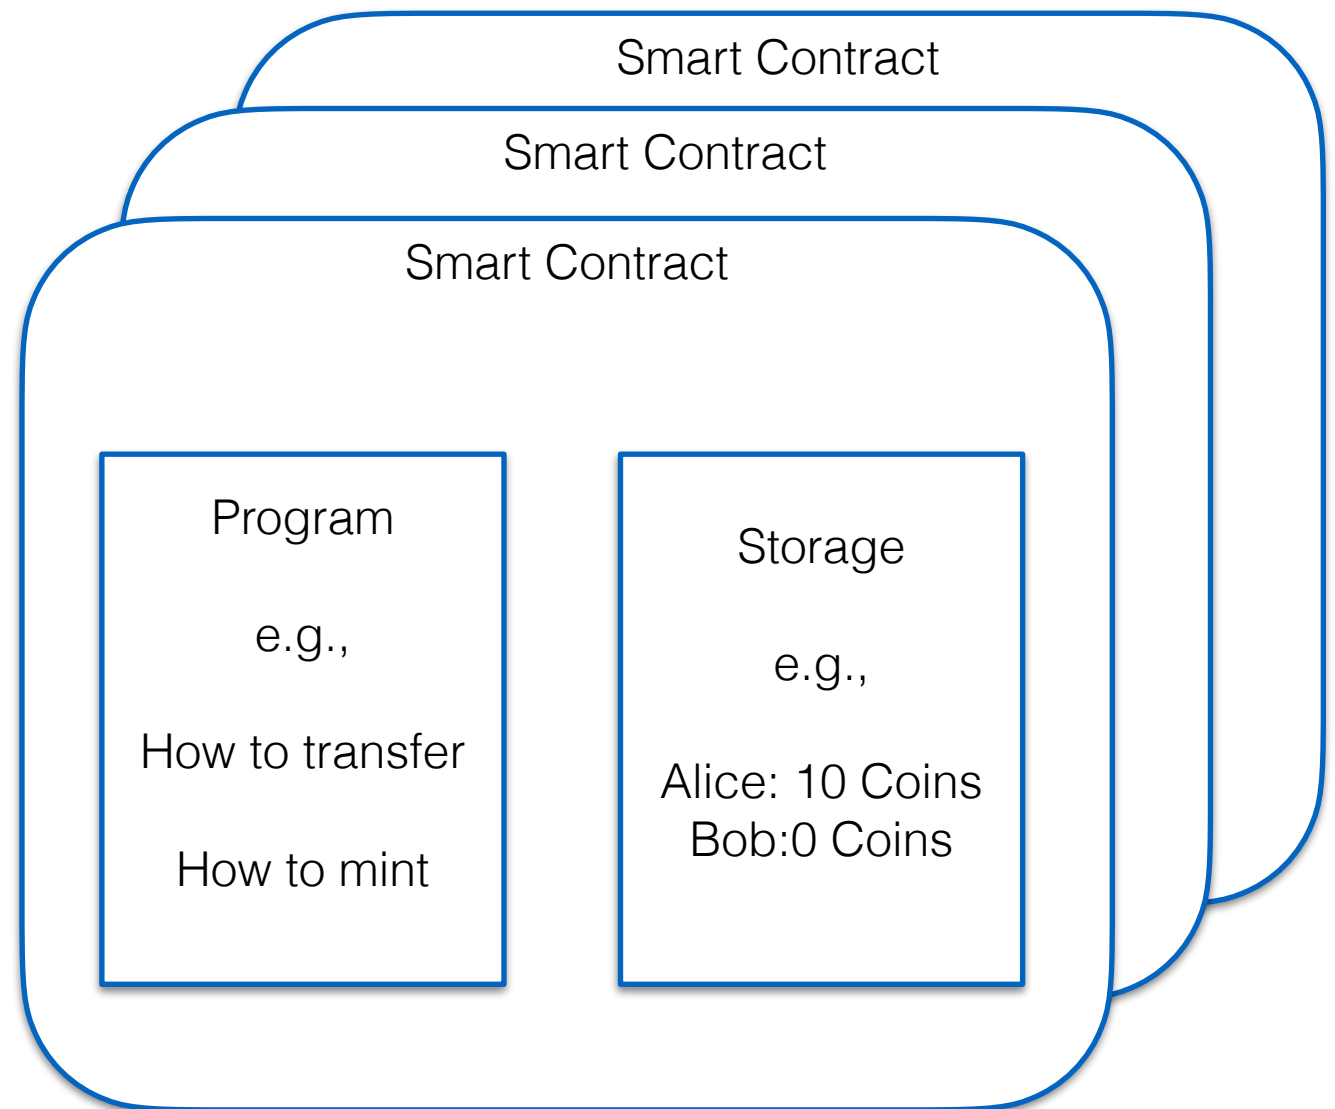 Smart Contract
Smart Contract
Smart Contract
Program
e.g.,
How to transfer
How to mint
Storage
e.g.,
Alice: 10 Coins
Bob:0 Coins